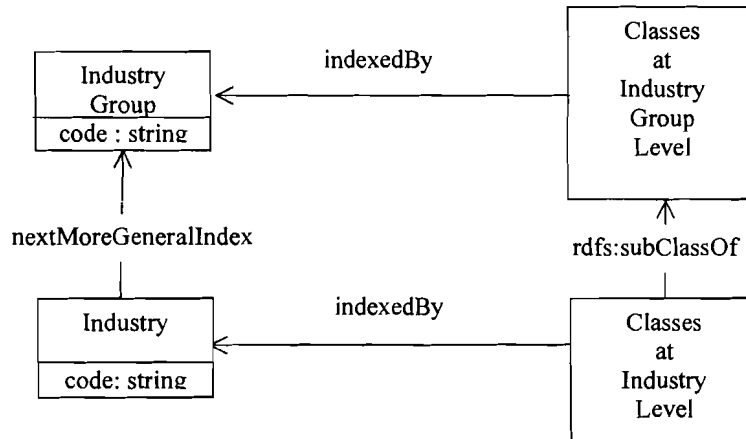 Industry
Group
code : string
indexedBy
Classes
at
Industry
Group
Level
nextMoreGeneralIndex
rdfs:subClassOf
Industry
code: string
indexedBy
Classes
at
Industry
Level